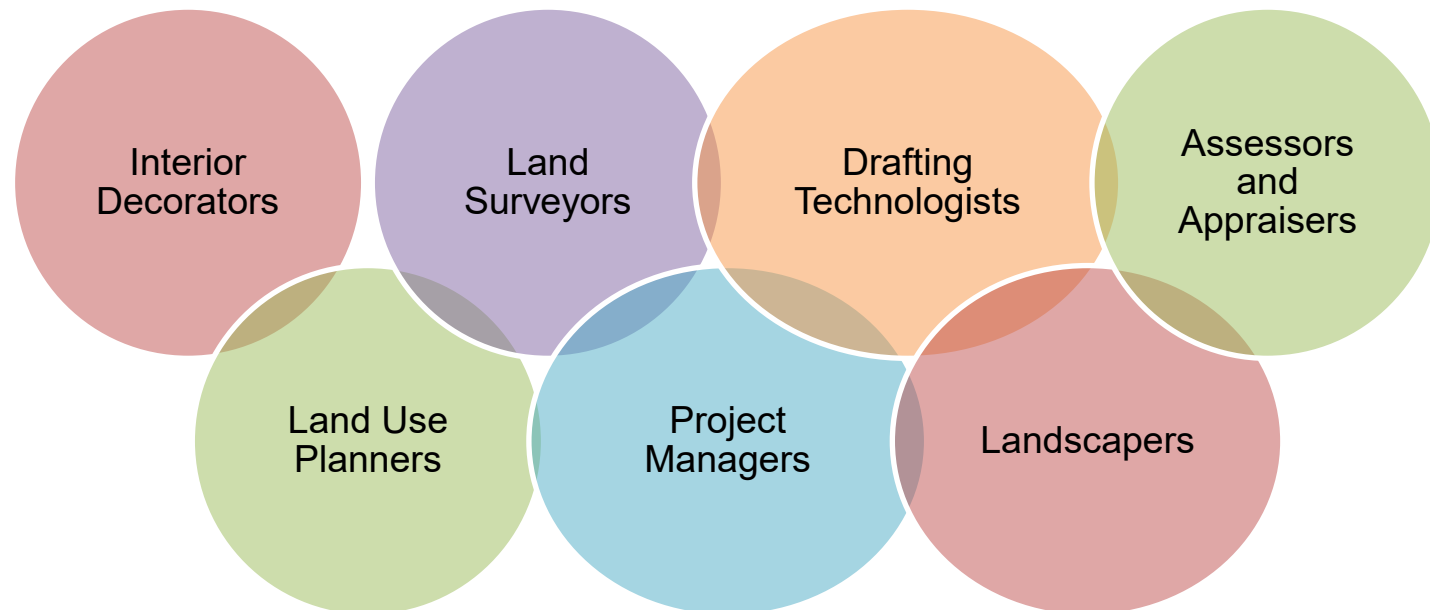 Interior
Decorators
Land
Surveyors
Drafting
Technologists
Assessors
and
Appraisers
Land Use
Planners
Project
Managers
Landscapers